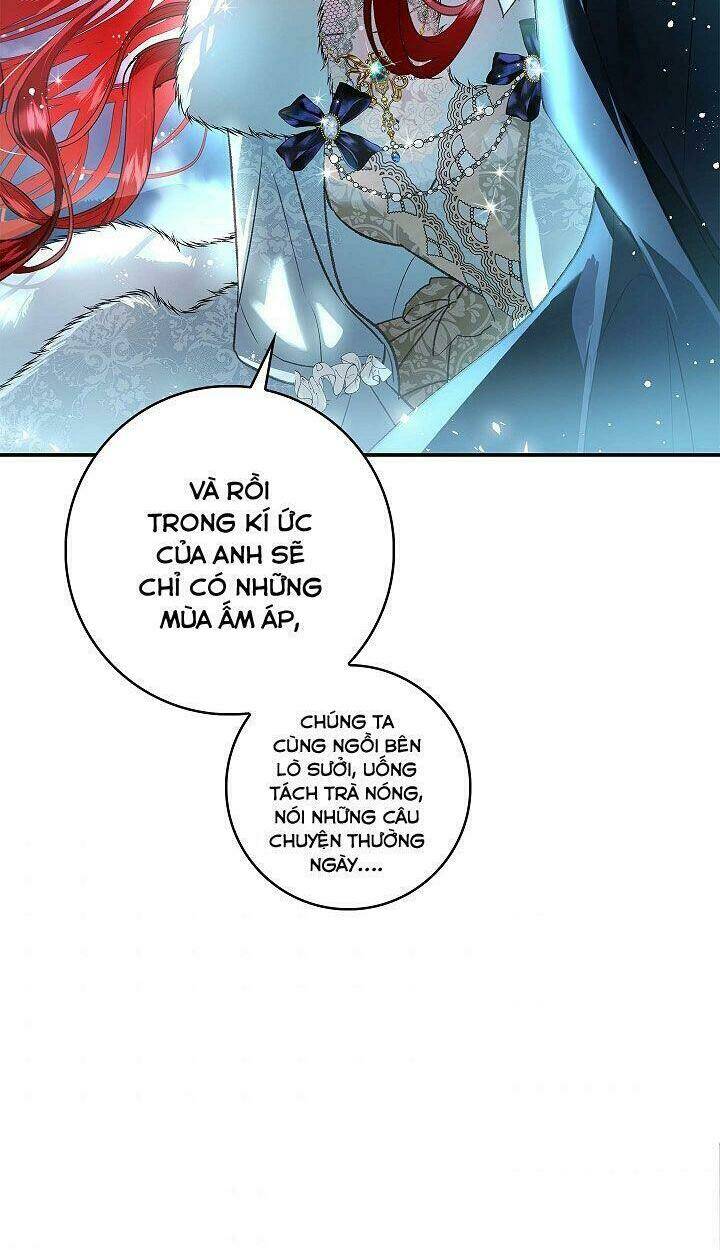 VÀ RỒI
TRONG KÍ ỨC
CỦA ANH SẼ
CHỈ CÓ NHỮNG
MÙA ẤM ÁP,
CHÚNG TA
CÙNG NGỒI BÊN
LÒ SƯỞI, UỐNG
TÁCH TRÀ NÓNG,
NÓI NHỮNG CÂU
CHUYỆN THƯỜNG
NGÀY....